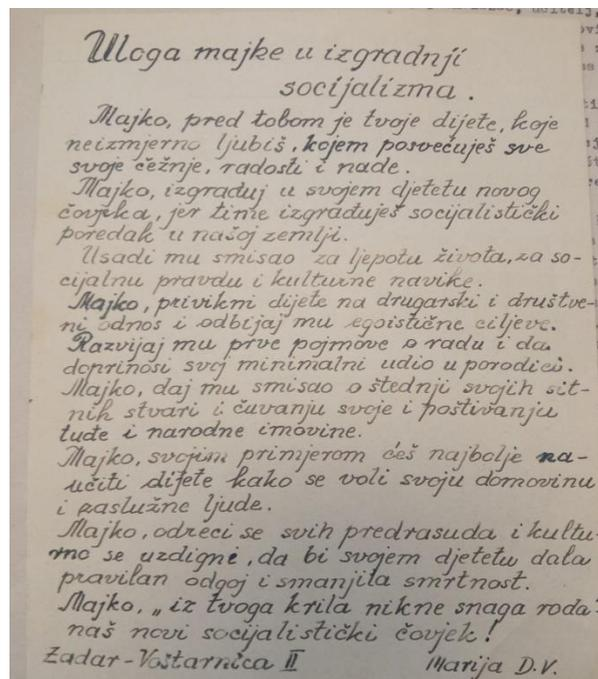 Uloga majke u izgradnji
socijalizma.
Majko, pred tobom je tvoje dijete, koje
neizmjerno ljubiš, kojem posvećuješ sve
svoje čežnje, radosti i nade.
Majko, izgrađuj u svojem djetetu novog
čovjeka, jer time izgrađuješ socijalistički
poredak u našoj zemlji.
Usadi mu smisao za ljepotu života, za so-
cijalnu pravdu i kulturne navike.
Majko, privikni dijete na drugarski i društve-
ni odnos i odbijaj mu egoistične ciljeve.
Razvijaj mu prve pojmove o radu i da
doprinosi svoj minimalni udio u porodici.
Majko, daj mu smisao o štednji svojih sit-
nih stvari i čuvanju svoje i poštivanju
tuđe i narodne imovine.
Majko, svojim primjerom ćeš najbolje na-
učiti dijete kako se voli svoju domovinu
i zaslužne ljude.
Majko, odreci se svih predrasuda i kultu-
rno se uzdigni, da bi svojem djetetu dala
pravilan odgoj i smanjila smrtnost.
Majko, „iz tvoga krila nikne snaga roda"
naš novi socijalistički čovjek!
Zadar-Voštarnica II Marija D.V.